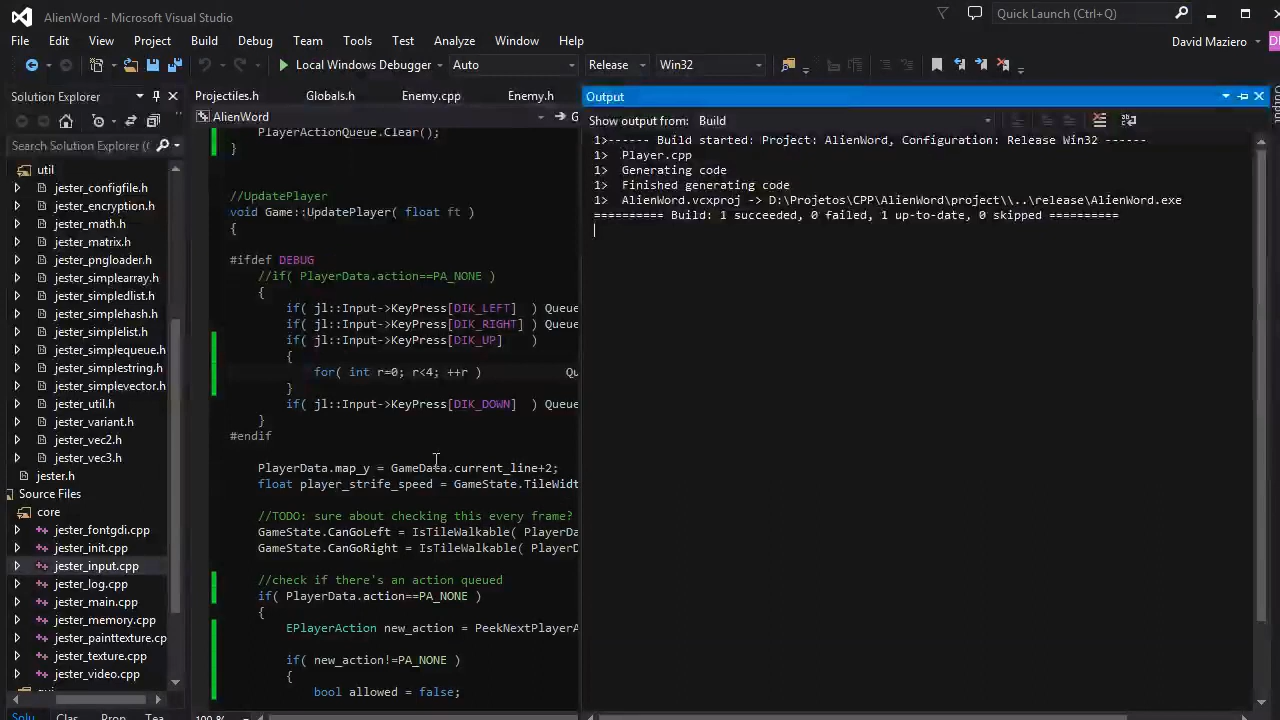 AlienWord - Microsoft Visual Studio
Quick Launch (Ctrl+Q)
File Edit View Project Build Debug Team Tools Test Analyze Window Help
David Maziero
Local Windows Debugger Auto Release Win32
Solution Explorer
Search Solution Explorer (
util
jester_configfile.h
jester_encryption.h
jester_math.h
jester_matrix.h
jester_pngloader.h
jester_simplearray.h
jester_simpledlist.h
jester_simplehash.h
jester_simplelist.h
jester_simplequeue.h
jester_simplestring.h
jester_simplevector.h
jester_util.h
jester_variant.h
jester_vec2.h
jester_vec3.h
jester.h
Source Files
core
jester_fontgdi.cpp
jester_init.cpp
jester_input.cpp
jester_log.cpp
jester_main.cpp
jester_memory.cpp
jester_painttexture.cp
jester_texture.cpp
jester_video.cpp
Solu Clas Prop Tea
Projectiles.h Globals.h Enemy.cpp Enemy.h
AlienWord
PlayerActionQueue.Clear();
}
//UpdatePlayer
void Game::UpdatePlayer( float ft )
{
#ifdef DEBUG
//if( PlayerData.action==PA_NONE )
{
if( jl::Input->KeyPress[DIK_LEFT] ) Queue
if( jl::Input->KeyPress[DIK_RIGHT] ) Queue
if( jl::Input->KeyPress[DIK_UP] )
{
for( int r=0; r<4; ++r ) Qu
}
if( jl::Input->KeyPress[DIK_DOWN] ) Queue
}
#endif
PlayerData.map_y = GameData.current_line+2;
float player_strife_speed = GameState.TileWidt
//TODO: sure about checking this every frame?
GameState.CanGoLeft = IsTileWalkable( PlayerDa
GameState.CanGoRight = IsTileWalkable( PlayerD
//check if there's an action queued
if( PlayerData.action==PA_NONE )
{
EPlayerAction new_action = PeekNextPlayerA
if( new_action!=PA_NONE )
{
bool allowed = false;
100 %
Output
Show output from: Build
1>------ Build started: Project: AlienWord, Configuration: Release Win32 ------
1> Player.cpp
1> Generating code
1> Finished generating code
1> AlienWord.vcxproj -> D:\Projetos\CPP\AlienWord\project\\..\release\AlienWord.exe
========== Build: 1 succeeded, 0 failed, 1 up-to-date, 0 skipped ==========